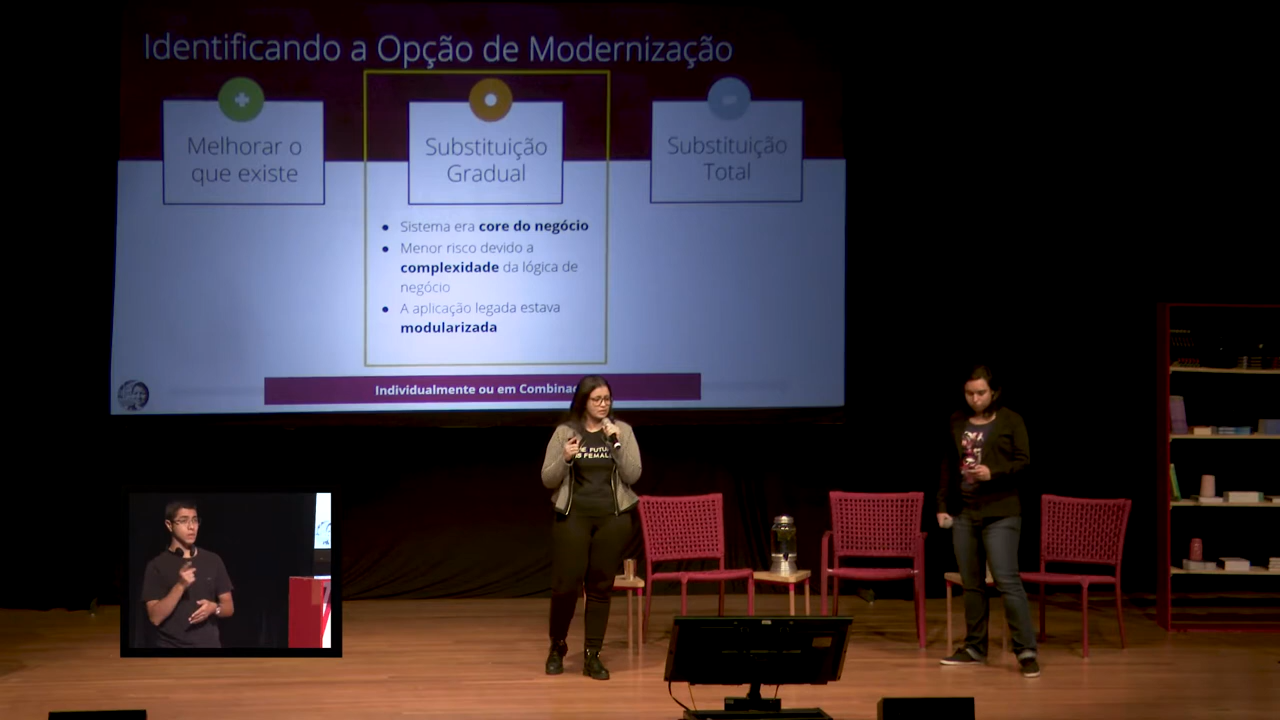 Identificando a Opção de Modernização
Melhorar o
que existe
Substituição
Gradual
Substituição
Total
Sistema era core do negócio
Menor risco devido a
complexidade da lógica de
negócio
A aplicação legada estava
modularizada
Individualmente ou em